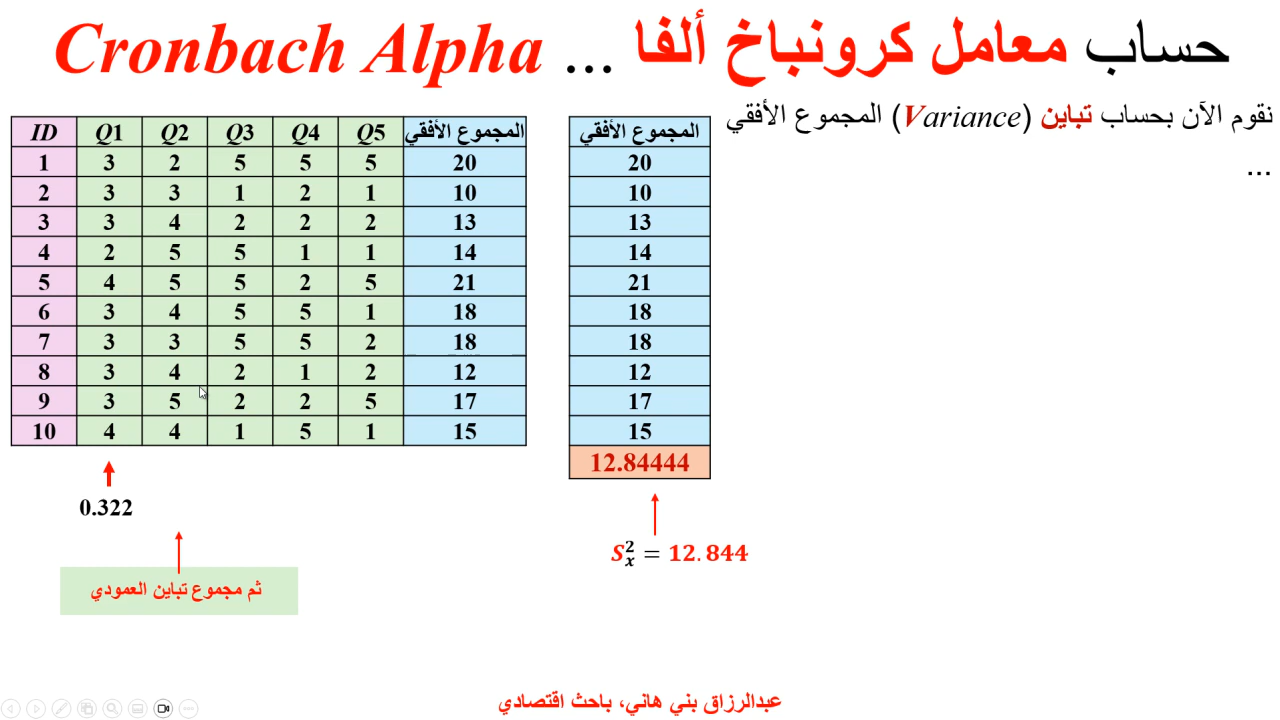 حساب معامل كرونباخ ألفا ... Cronbach Alpha
نقوم الآن بحساب تباين (Variance) المجموع الأفقي
...
ID Q1 Q2 Q3 Q4 Q5 المجموع الأفقي
1 3 2 5 5 5 20
2 3 3 1 2 1 10
3 3 4 2 2 2 13
4 2 5 5 1 1 14
5 4 5 5 2 5 21
6 3 4 5 5 1 18
7 3 3 5 5 2 18
8 3 4 2 1 2 12
9 3 5 2 2 5 17
10 4 4 1 5 1 15
0.322
ثم مجموع تباين العمودي
المجموع الأفقي
20
10
13
14
21
18
18
12
17
15
12.84444
S²ₓ = 12.844
عبدالرزاق بني هاني، باحث اقتصادي